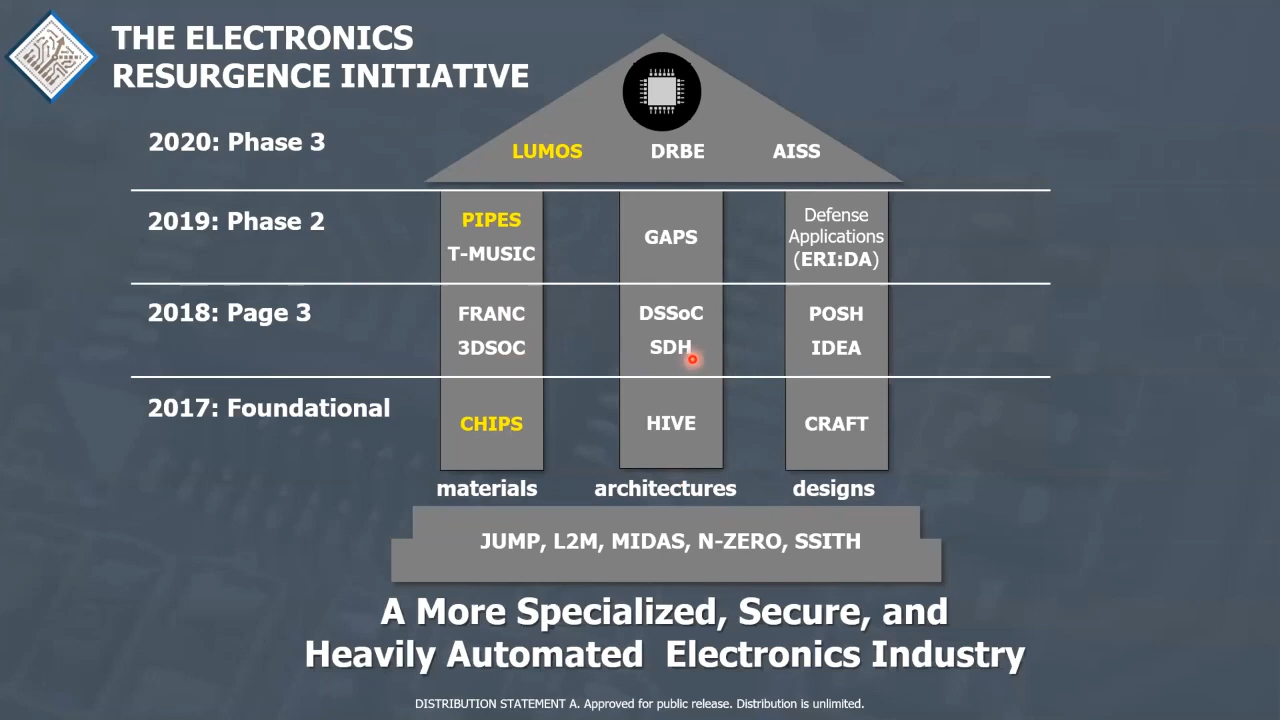 THE ELECTRONICS
RESURGENCE INITIATIVE
2020: Phase 3
LUMOS DRBE AISS
2019: Phase 2
PIPES
T-MUSIC
GAPS
Defense
Applications
(ERI:DA)
2018: Page 3
FRANC DSSoC POSH
3DSOC SDH IDEA
2017: Foundational
CHIPS HIVE CRAFT
materials architectures designs
JUMP, L2M, MIDAS, N-ZERO, SSITH
A More Specialized, Secure, and
Heavily Automated Electronics Industry
DISTRIBUTION STATEMENT A. Approved for public release. Distribution is unlimited.